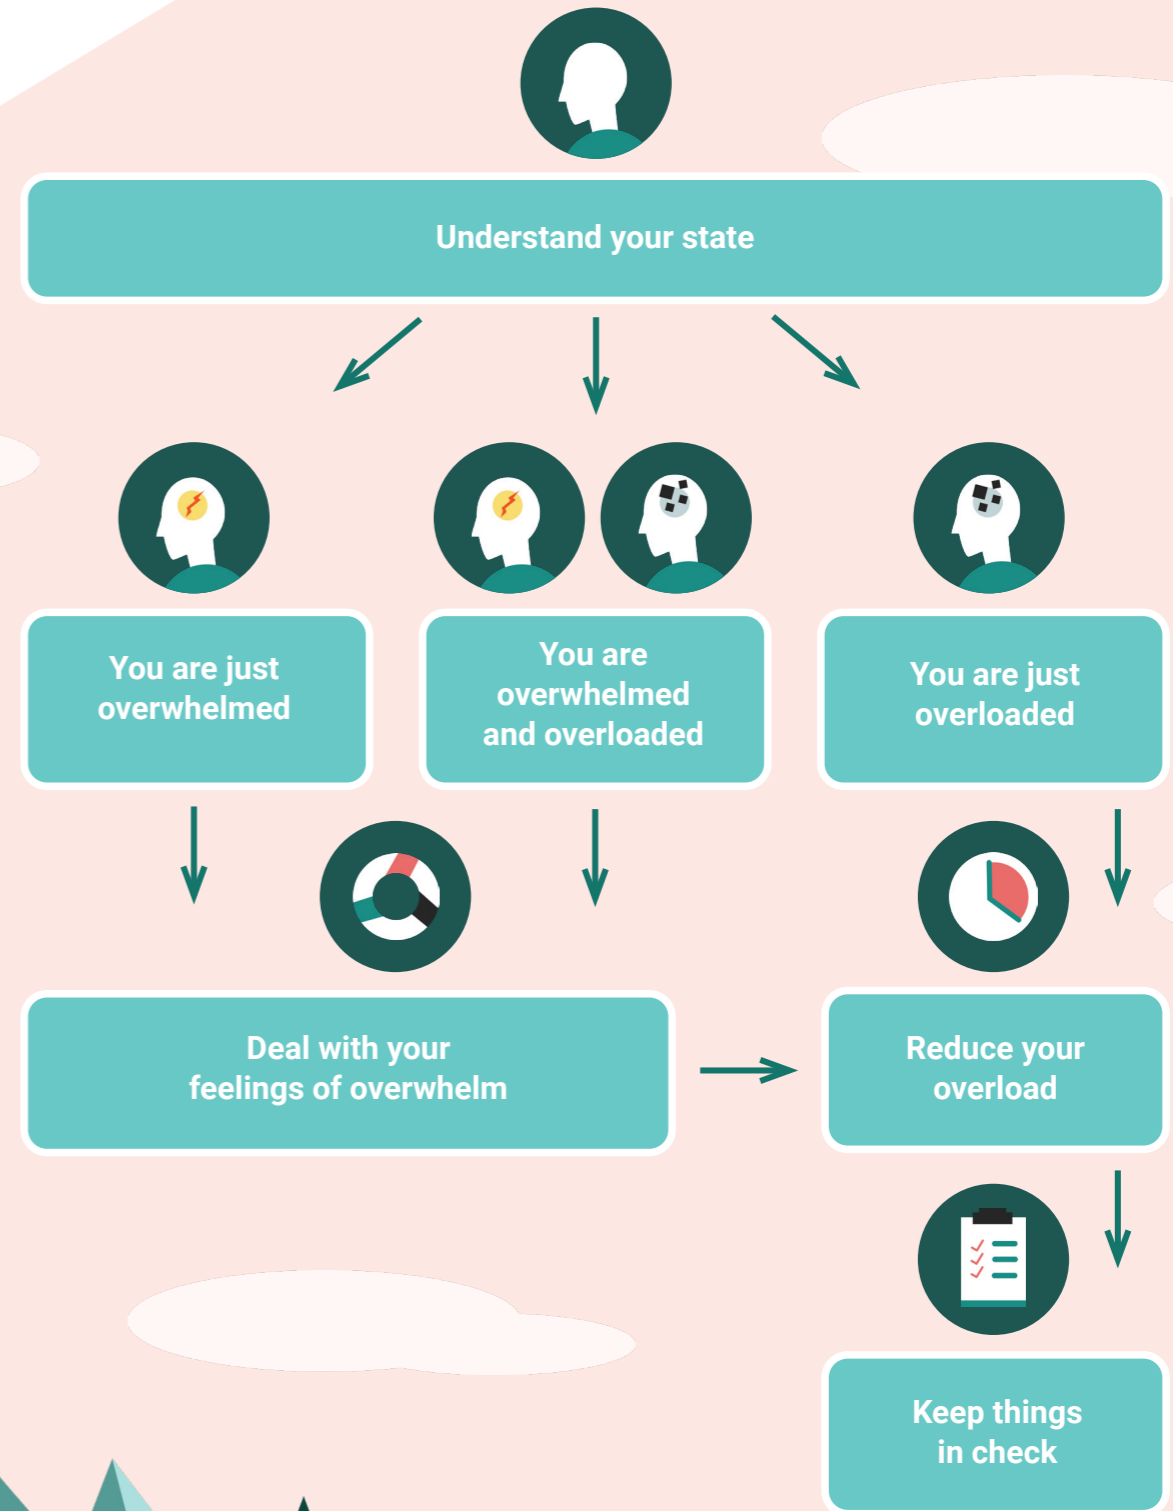 Understand your state
You are just
overwhelmed
You are
overwhelmed
and overloaded
You are just
overloaded
Deal with your
feelings of overwhelm
Reduce your
overload
Keep things
in check